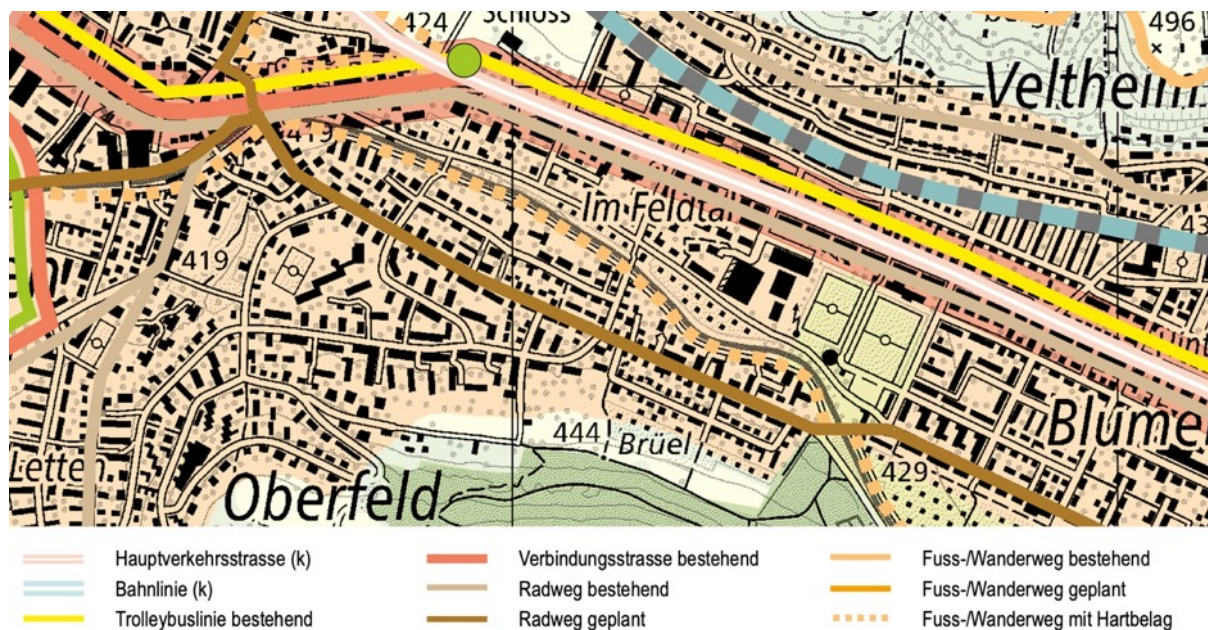 424
Schloss
496
Veltheim
Im Feldtal
419
444
Brüel
Blume
429
Letten
Oberfeld
Hauptverkehrsstrasse (k)
Verbindungsstrasse bestehend
Fuss-/Wanderweg bestehend
Bahnlinie (k)
Radweg bestehend
Fuss-/Wanderweg geplant
Trolleybuslinie bestehend
Radweg geplant
Fuss-/Wanderweg mit Hartbelag